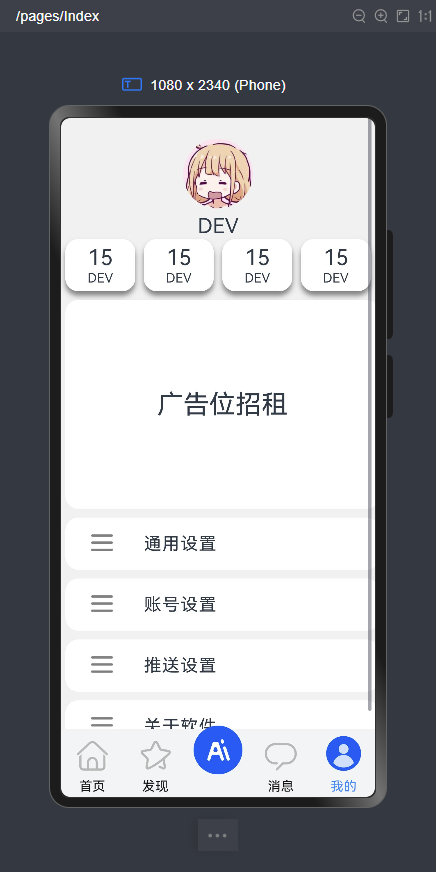 /pages/Index
1:1
T
1080 x 2340 (Phone)
DEV
15 15 15 15
DEV DEV DEV DEV
广告位招租
通用设置
账号设置
推送设置
关于软件
Ai
首页 发现 消息 我的